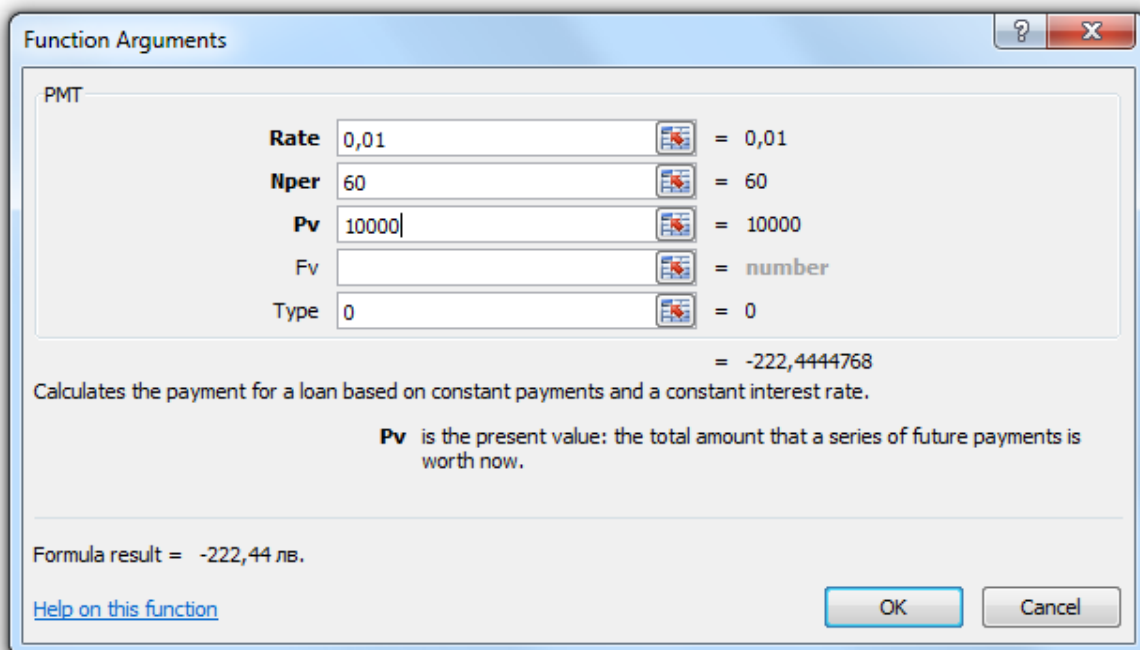 Function Arguments
PMT
Rate 0,01 = 0,01
Nper 60 = 60
Pv 10000 = 10000
Fv = number
Type 0 = 0
= -222,4444768
Calculates the payment for a loan based on constant payments and a constant interest rate.
Pv is the present value: the total amount that a series of future payments is
worth now.
Formula result = -222,44 лв.
Help on this function
OK Cancel